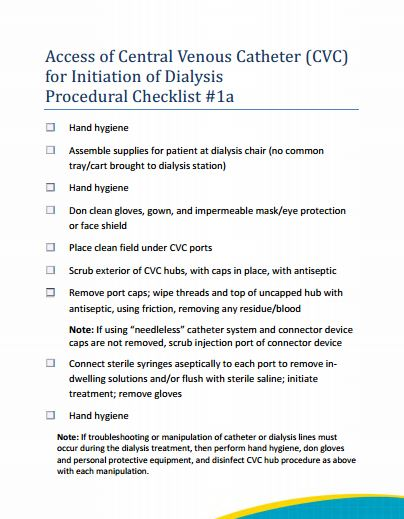 Access of Central Venous Catheter (CVC)
for Initiation of Dialysis
Procedural Checklist #1a
Hand hygiene
Assemble supplies for patient at dialysis chair (no common
tray/cart brought to dialysis station)
Hand hygiene
Don clean gloves, gown, and impermeable mask/eye protection
or face shield
Place clean field under CVC ports
Scrub exterior of CVC hubs, with caps in place, with antiseptic
Remove port caps; wipe threads and top of uncapped hub with
antiseptic, using friction, removing any residue/blood
Note: If using “needleless” catheter system and connector device
caps are not removed, scrub injection port of connector device
Connect sterile syringes aseptically to each port to remove in-
dwelling solutions and/or flush with sterile saline; initiate
treatment; remove gloves
Hand hygiene
Note: If troubleshooting or manipulation of catheter or dialysis lines must
occur during the dialysis treatment, then perform hand hygiene, don gloves
and personal protective equipment, and disinfect CVC hub procedure as above
with each manipulation.